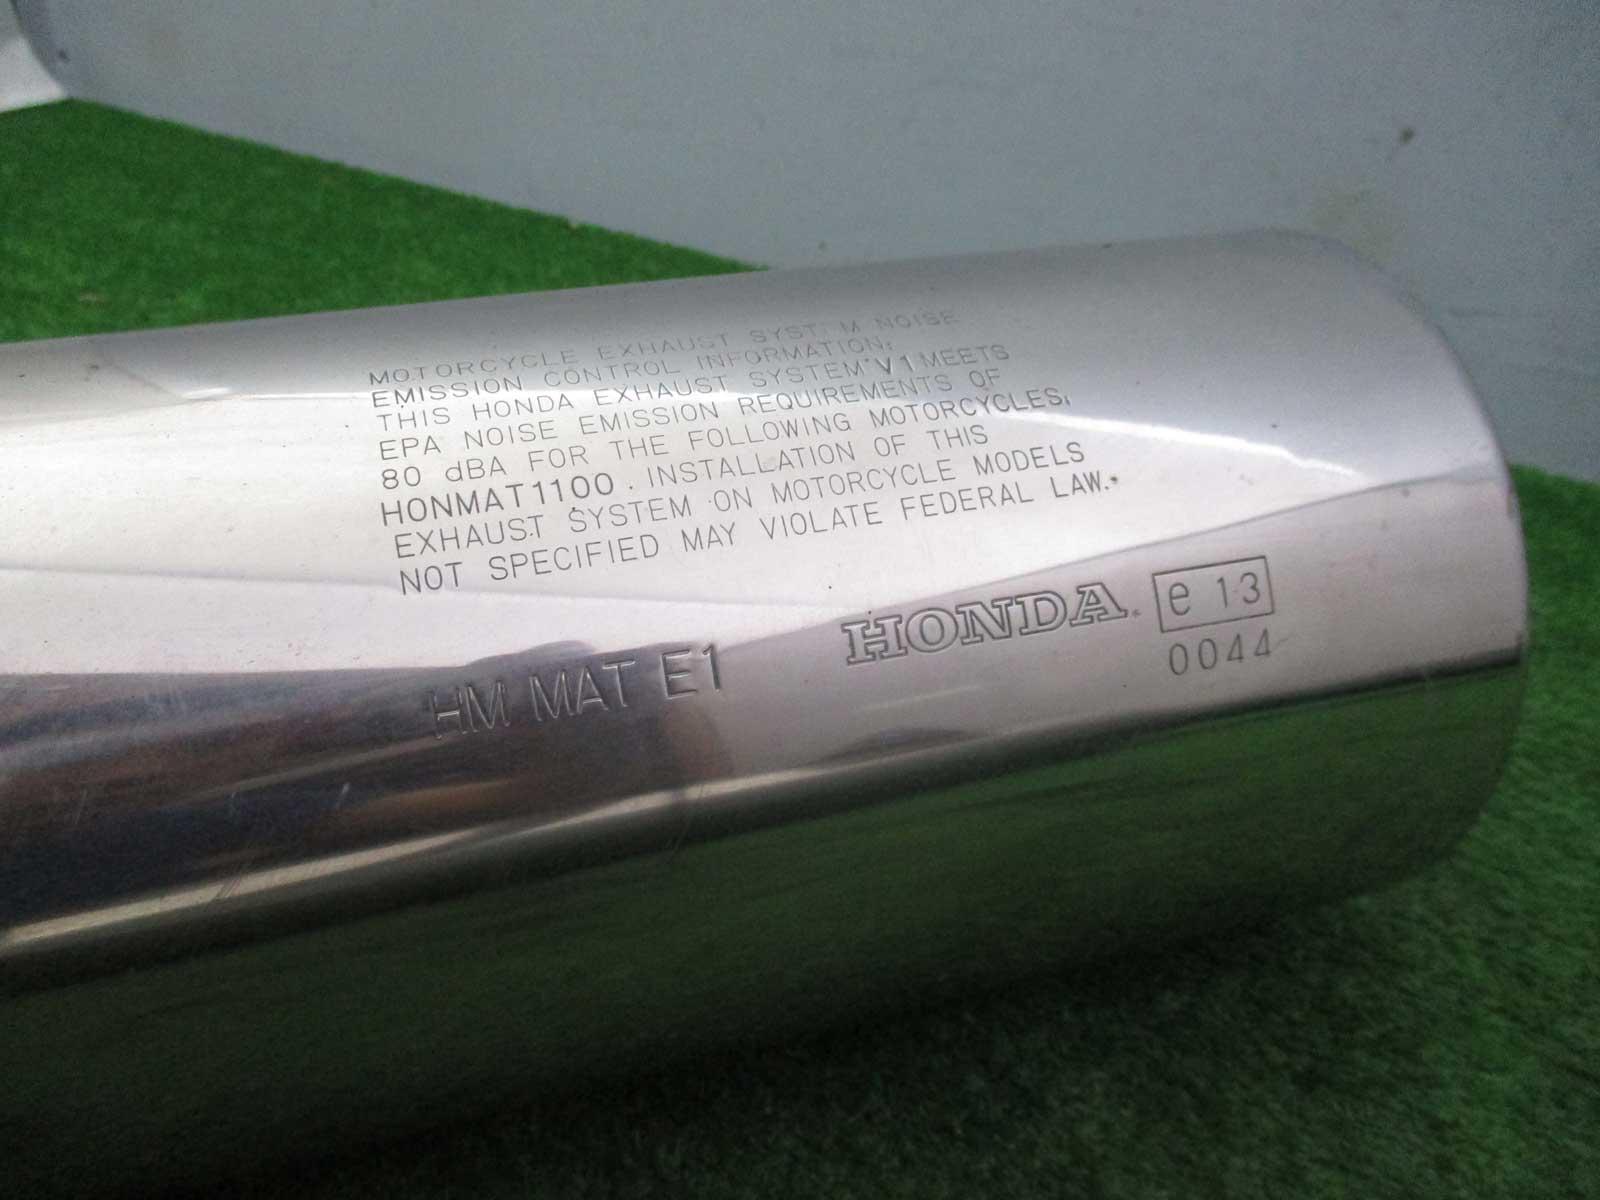 MOTORCYCLE EXHAUST SYST M NOISE
EMISSION CONTROL INFORMATION:
THIS HONDA EXHAUST SYSTEM V1 MEETS
EPA NOISE EMISSION REQUIREMENTS OF
80 dBA FOR THE FOLLOWING MOTORCYCLES,
HONMAT1100 . INSTALLATION OF THIS
EXHAUST SYSTEM ON MOTORCYCLE MODELS
NOT SPECIFIED MAY VIOLATE FEDERAL LAW.
HM MAT E1
HONDA
e 13
0044